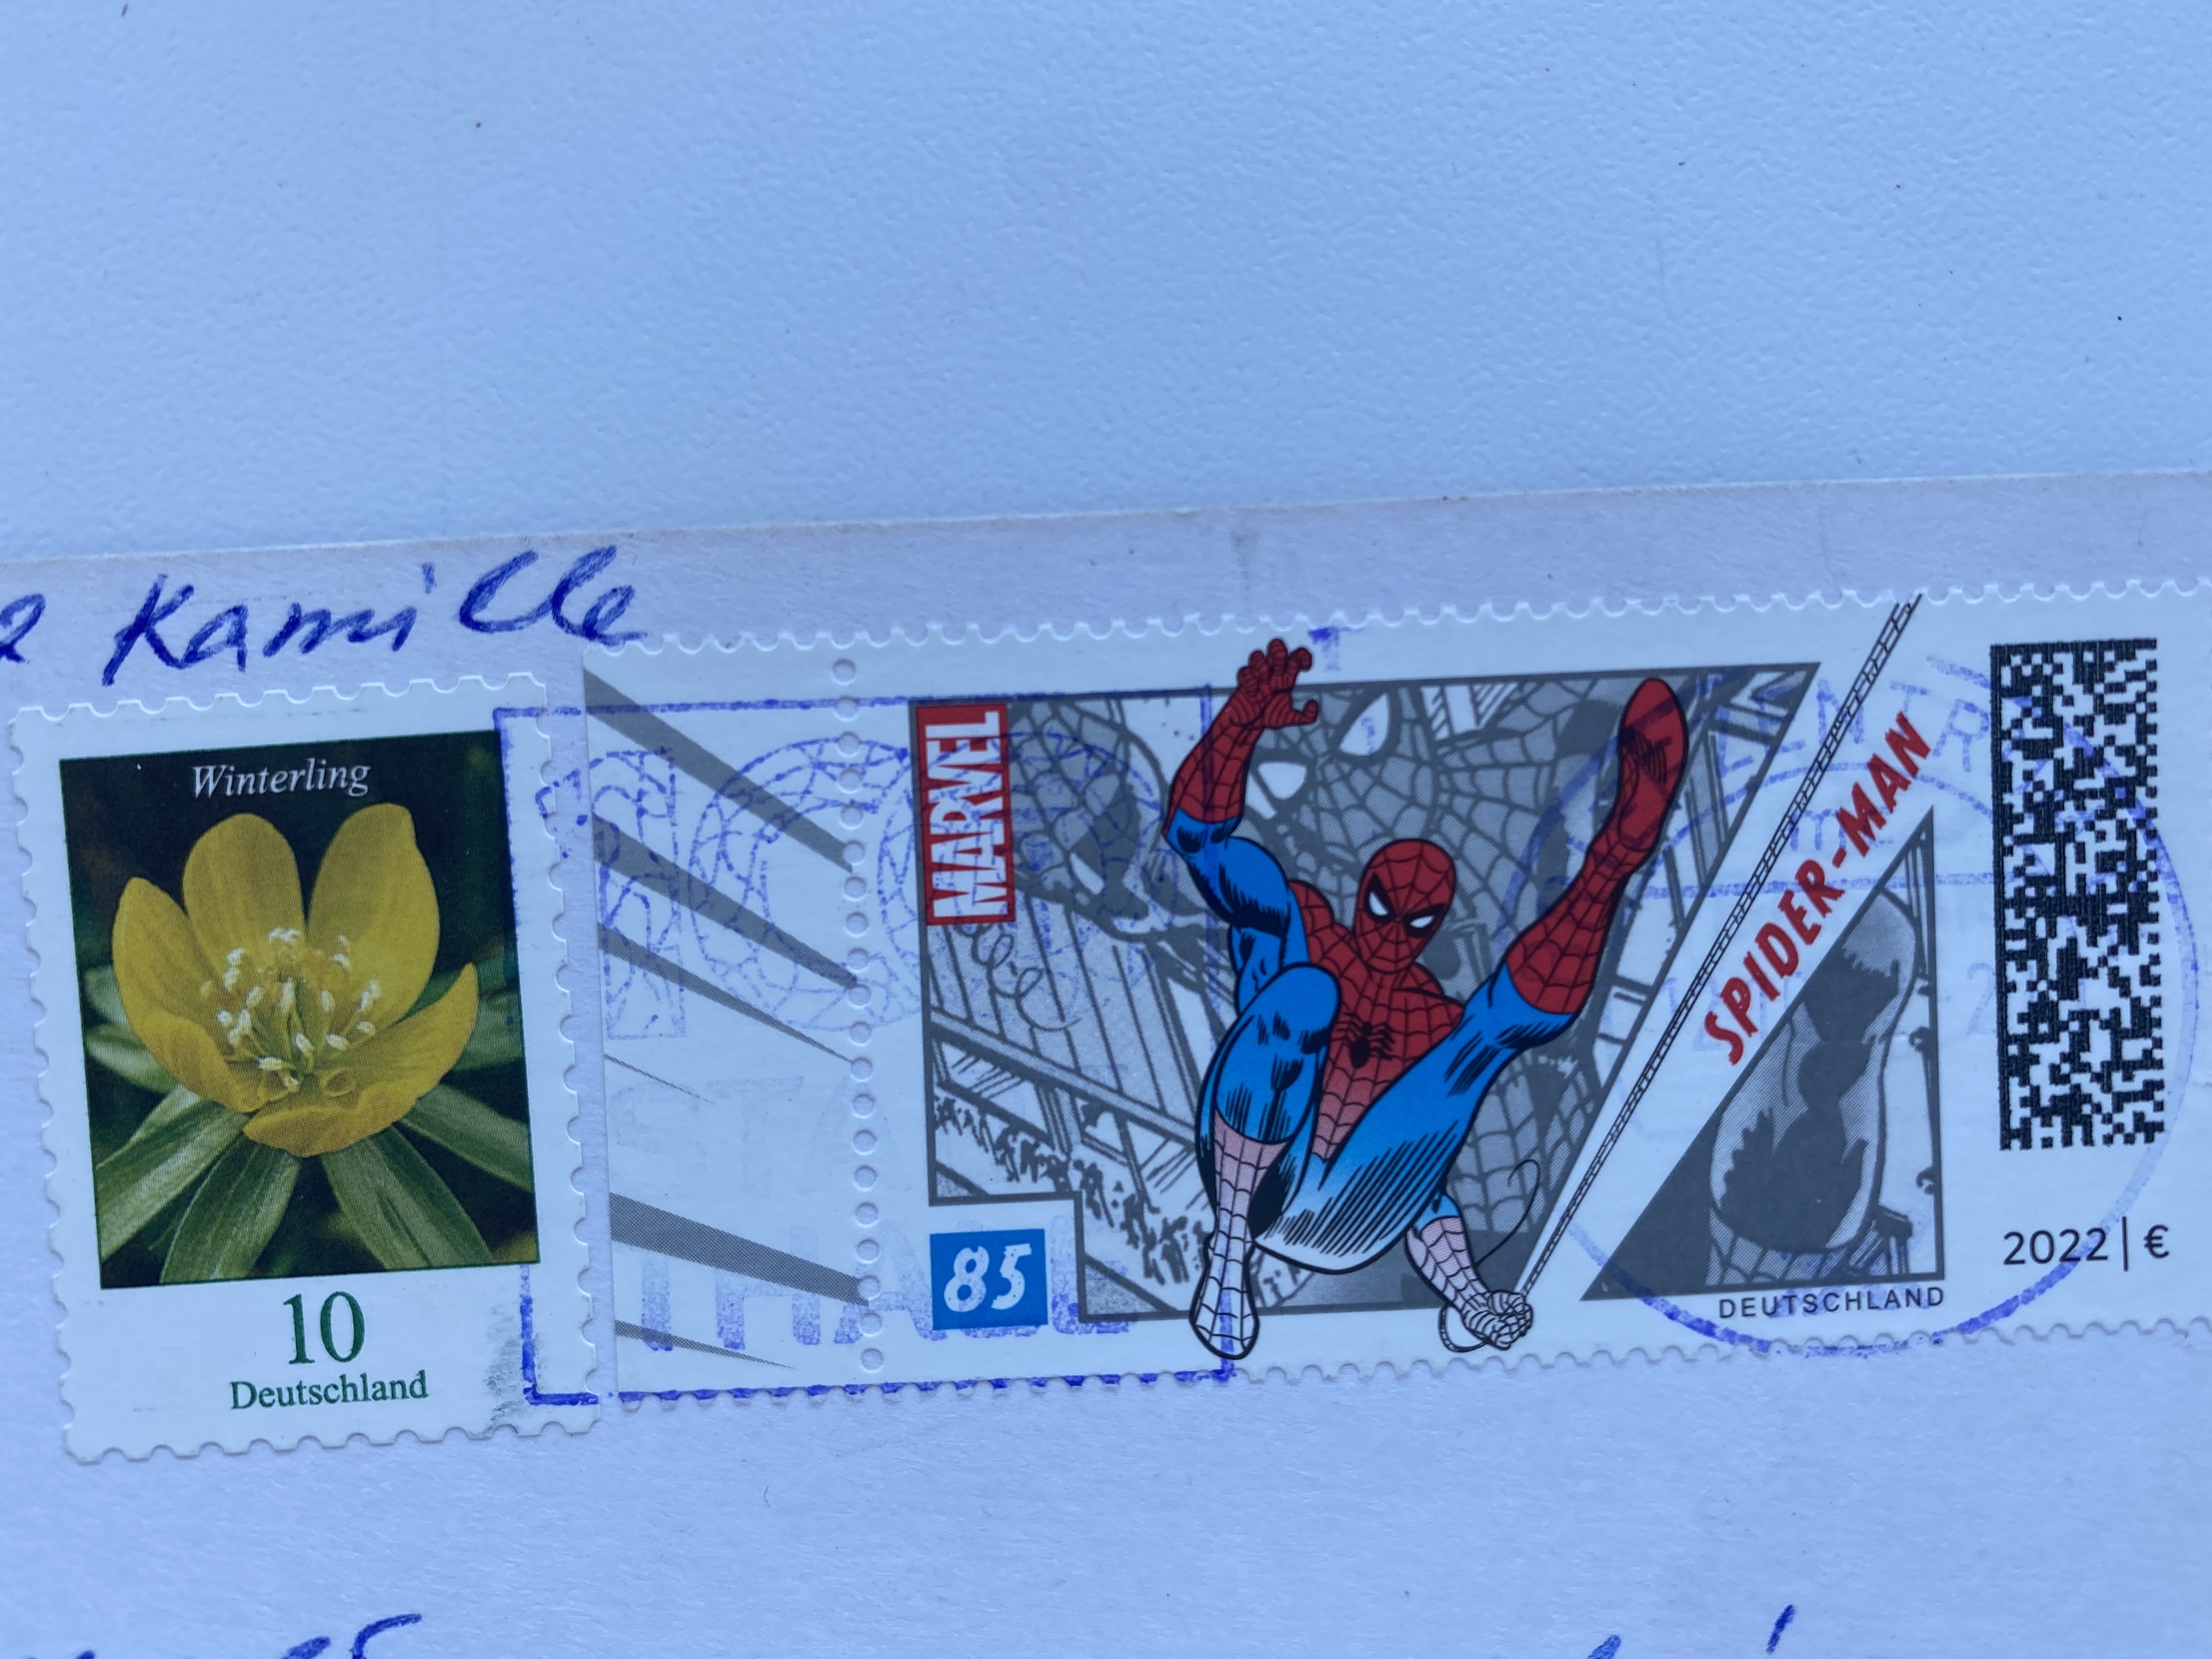 Kamille
Winterling
10
Deutschland
MARVEL
85
SPIDER-MAN
DEUTSCHLAND
2022 | €